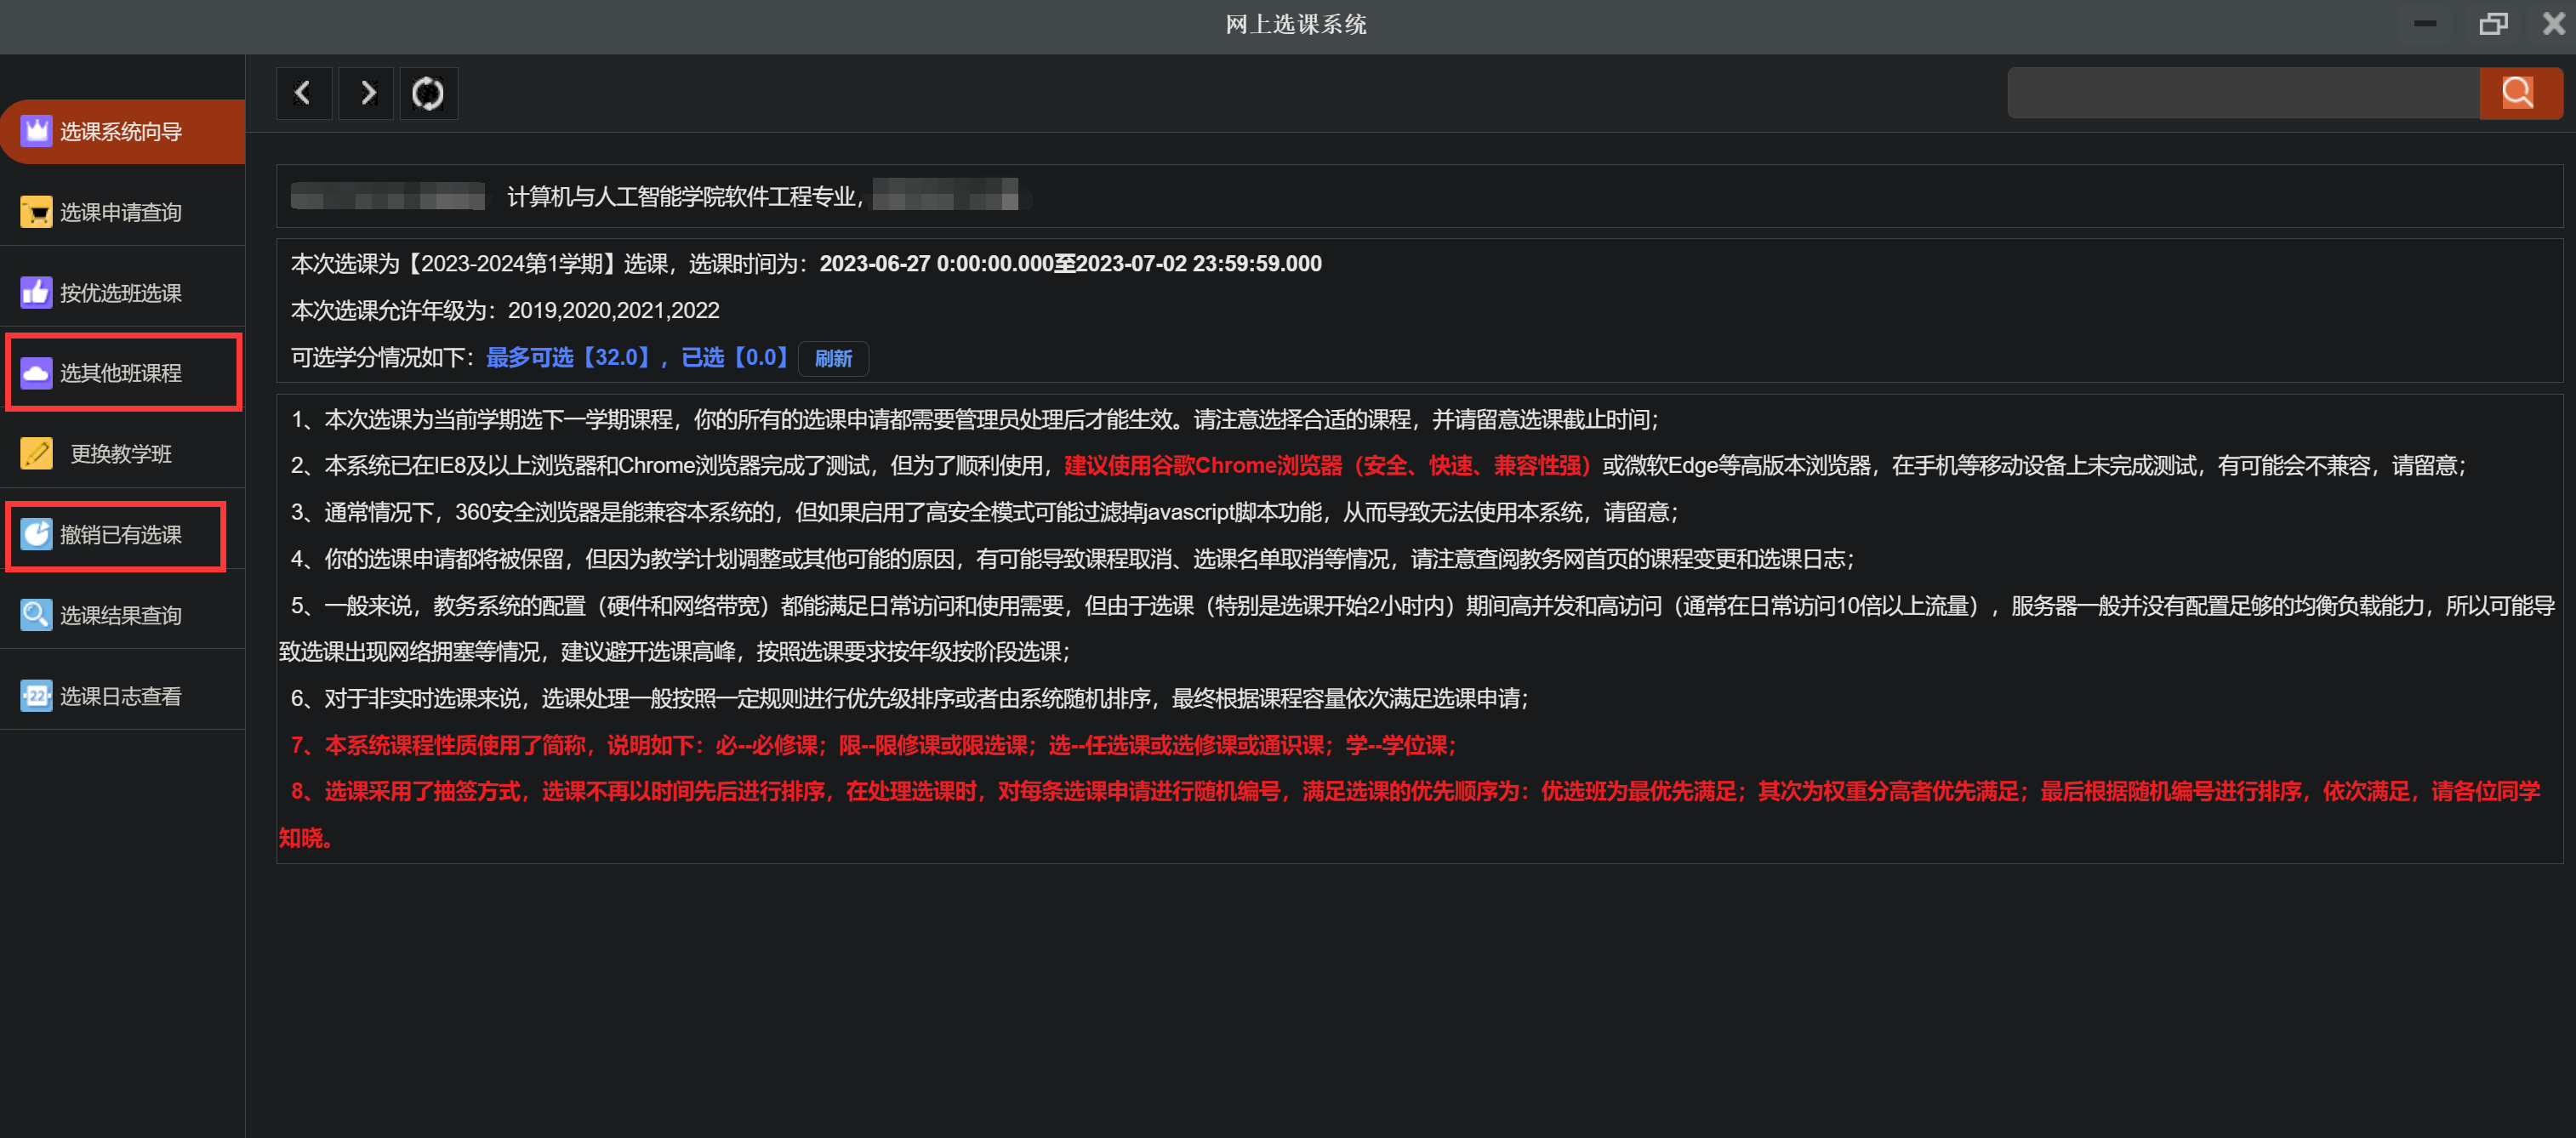 网上选课系统
选课系统向导
选课申请查询
按优选班选课
选其他班课程
更换教学班
撤销已有选课
选课结果查询
22
选课日志查看
计算机与人工智能学院软件工程专业,
本次选课为【2023-2024第1学期】选课，选课时间为：2023-06-27 0:00:00.000至2023-07-02 23:59:59.000
本次选课允许年级为：2019,2020,2021,2022
可选学分情况如下：最多可选【32.0】，已选【0.0】 刷新
1、本次选课为当前学期选下一学期课程，你的所有的选课申请都需要管理员处理后才能生效。请注意选择合适的课程，并请留意选课截止时间；
2、本系统已在IE8及以上浏览器和Chrome浏览器完成了测试，但为了顺利使用，建议使用谷歌Chrome浏览器（安全、快速、兼容性强）或微软Edge等高版本浏览器，在手机等移动设备上未完成测试，有可能会不兼容，请留意；
3、通常情况下，360安全浏览器是能兼容本系统的，但如果启用了高安全模式可能过滤掉javascript脚本功能，从而导致无法使用本系统，请留意；
4、你的选课申请都将被保留，但因为教学计划调整或其他可能的原因，有可能导致课程取消、选课名单取消等情况，请注意查阅教务网首页的课程变更和选课日志；
5、一般来说，教务系统的配置（硬件和网络带宽）都能满足日常访问和使用需要，但由于选课（特别是选课开始2小时内）期间高并发和高访问（通常在日常访问10倍以上流量），服务器一般并没有配置足够的均衡负载能力，所以可能导
致选课出现网络拥塞等情况，建议避开选课高峰，按照选课要求按年级按阶段选课；
6、对于非实时选课来说，选课处理一般按照一定规则进行优先级排序或者由系统随机排序，最终根据课程容量依次满足选课申请；
7、本系统课程性质使用了简称，说明如下：必--必修课；限--限修课或限选课；选--任选课或选修课或通识课；学--学位课；
8、选课采用了抽签方式，选课不再以时间先后进行排序，在处理选课时，对每条选课申请进行随机编号，满足选课的优先顺序为：优选班为最优先满足；其次为权重分高者优先满足；最后根据随机编号进行排序，依次满足，请各位同学
知晓。